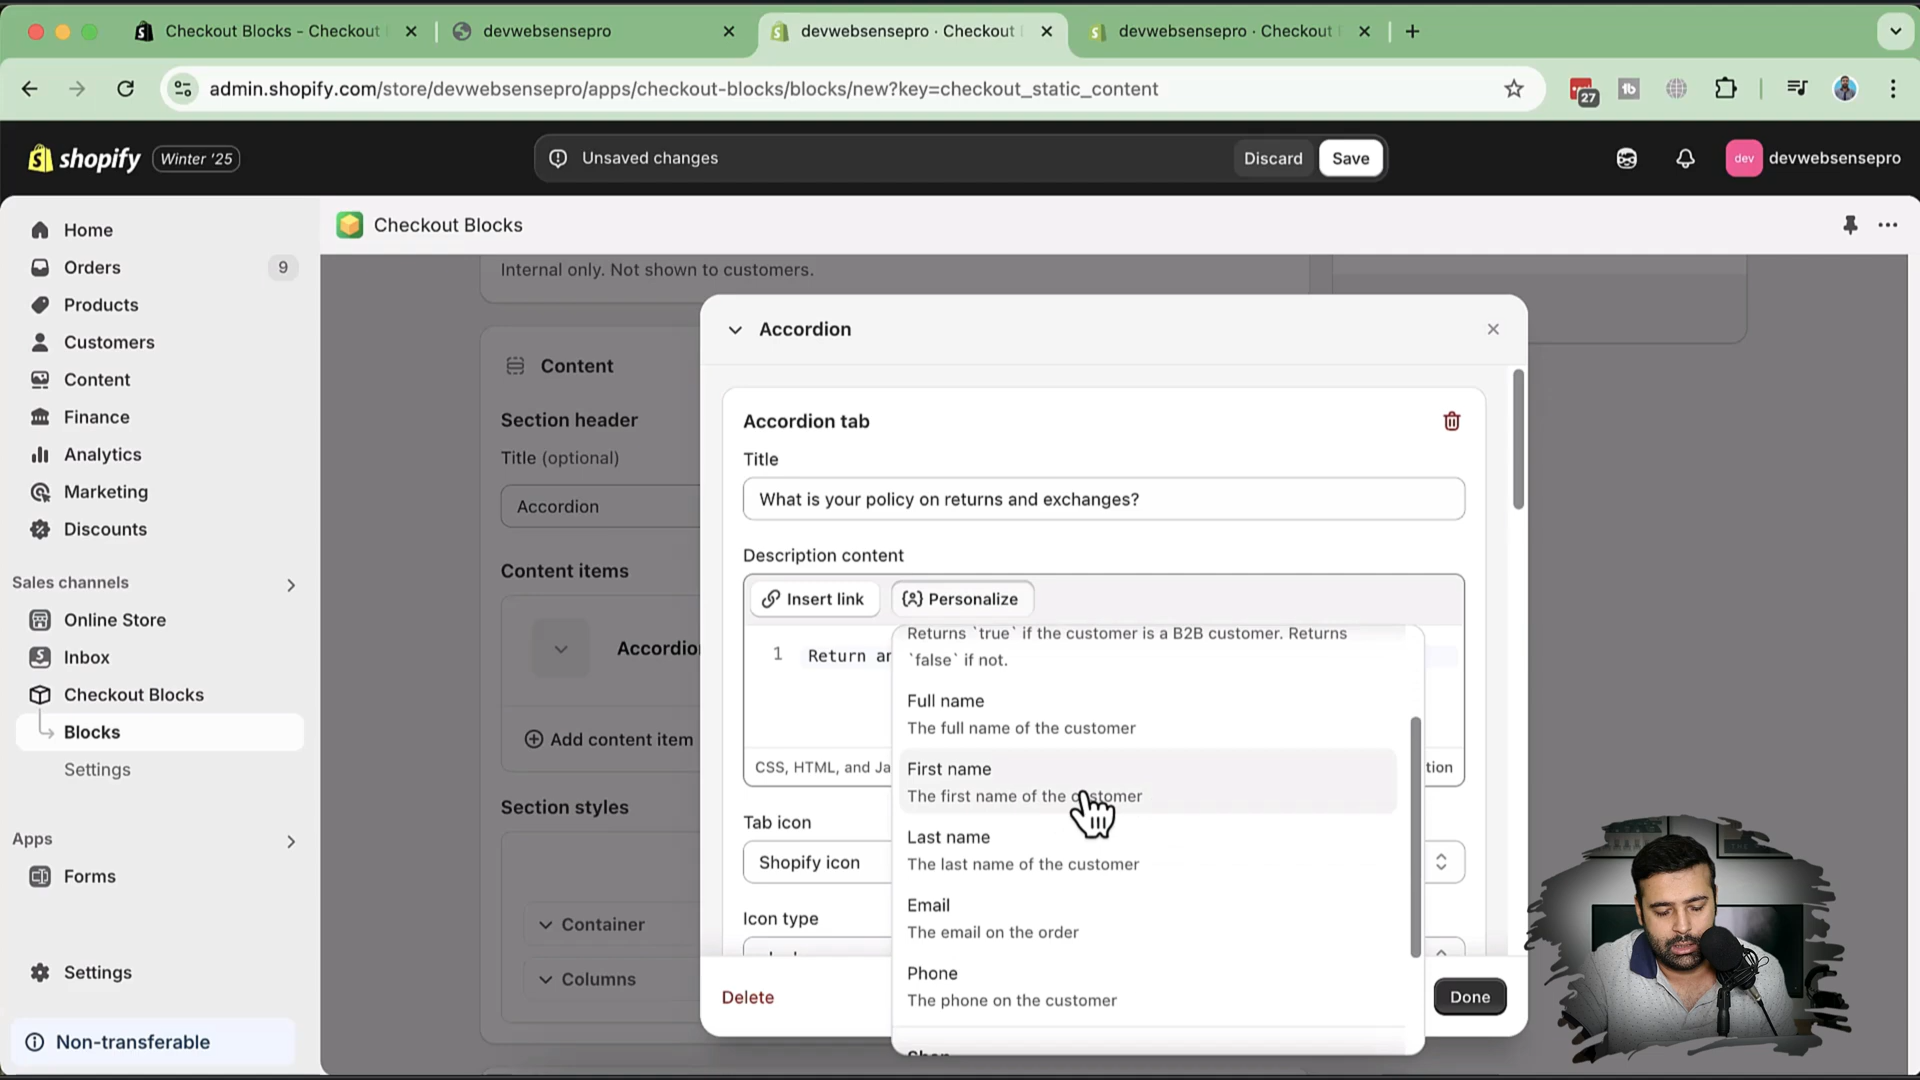 Checkout Blocks - Checkout
devwebsensepro
devwebsensepro · Checkout
devwebsensepro · Checkout
admin.shopify.com/store/devwebsensepro/apps/checkout-blocks/blocks/new?key=checkout_static_content
27
shopify
Winter '25
Unsaved changes
Discard
Save
dev
devwebsensepro
Home
Orders
9
Products
Customers
Content
Finance
Analytics
Marketing
Discounts
Sales channels
Online Store
Inbox
Checkout Blocks
Blocks
Settings
Apps
Forms
Settings
Non-transferable
Checkout Blocks
Internal only. Not shown to customers.
Content
Section header
Title (optional)
Accordion
Content items
Accordio
Add content item
Section styles
Container
Columns
Accordion
Accordion tab
Title
What is your policy on returns and exchanges?
Description content
Insert link
Personalize
1
Return ar
CSS, HTML, and Ja
tion
Tab icon
Shopify icon
Icon type
Delete
Done
Returns `true` if the customer is a B2B customer. Returns
`false` if not.
Full name
The full name of the customer
First name
The first name of the customer
Last name
The last name of the customer
Email
The email on the order
Phone
The phone on the customer
Shop